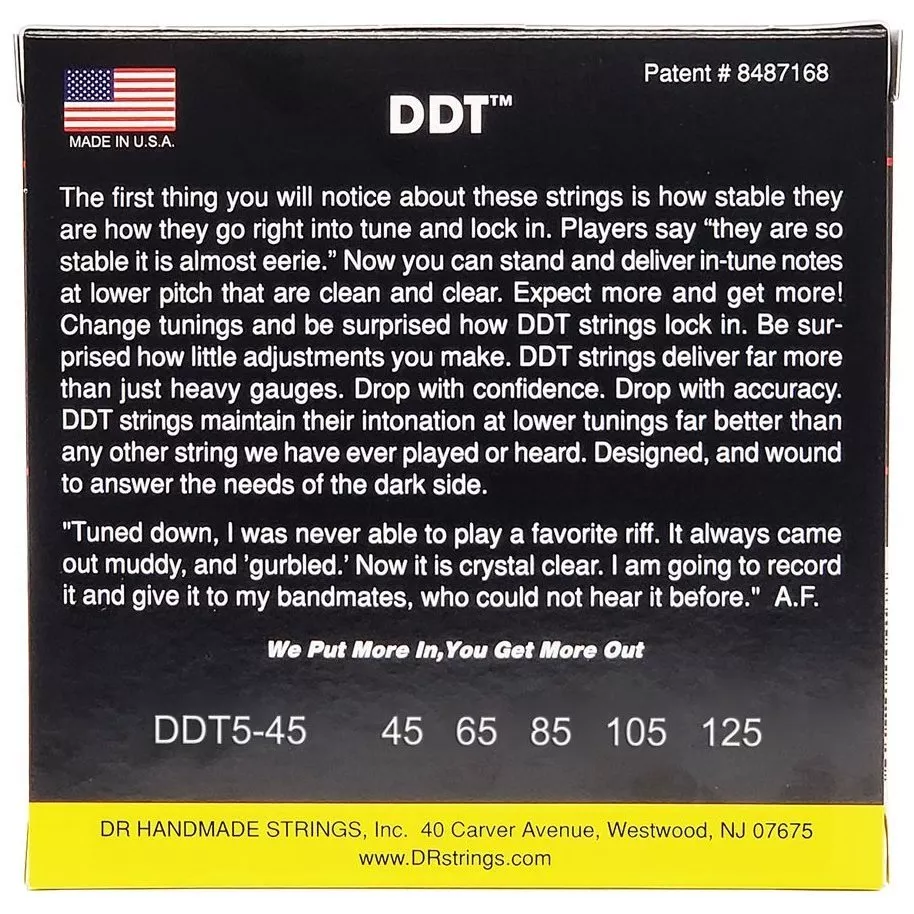 Patent # 8487168
DDT™
MADE IN U.S.A.
The first thing you will notice about these strings is how stable they
are how they go right into tune and lock in. Players say “they are so
stable it is almost eerie.” Now you can stand and deliver in-tune notes
at lower pitch that are clean and clear. Expect more and get more!
Change tunings and be surprised how DDT strings lock in. Be sur-
prised how little adjustments you make. DDT strings deliver far more
than just heavy gauges. Drop with confidence. Drop with accuracy.
DDT strings maintain their intonation at lower tunings far better than
any other string we have ever played or heard. Designed, and wound
to answer the needs of the dark side.
"Tuned down, I was never able to play a favorite riff. It always came
out muddy, and 'gurbled.' Now it is crystal clear. I am going to record
it and give it to my bandmates, who could not hear it before." A.F.
We Put More In,You Get More Out
DDT5-45 45 65 85 105 125
DR HANDMADE STRINGS, Inc. 40 Carver Avenue, Westwood, NJ 07675
www.DRstrings.com